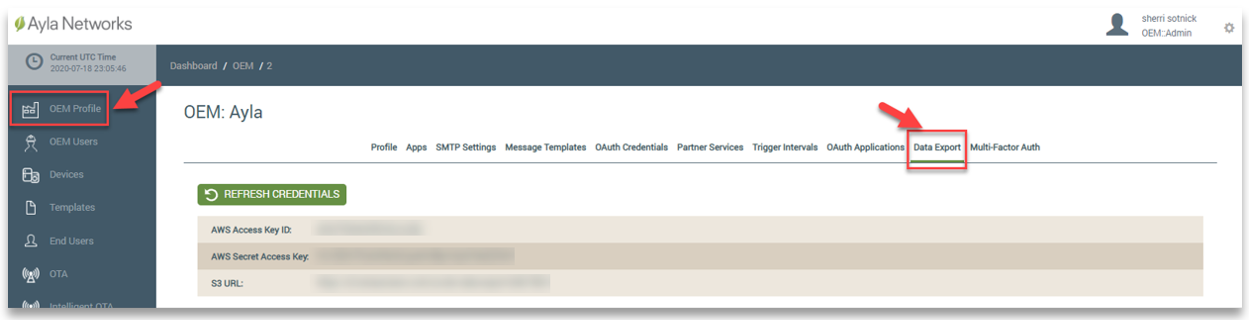 Ayla Networks
sherri sotnick
OEM::Admin
Current UTC Time
2020-07-18 23:05:46
Dashboard / OEM / 2
OEM Profile
OEM Users
Devices
Templates
End Users
OTA
Intelligent OTA
OEM: Ayla
Profile Apps SMTP Settings Message Templates OAuth Credentials Partner Services Trigger Intervals OAuth Applications Data Export Multi-Factor Auth
REFRESH CREDENTIALS
AWS Access Key ID:
AWS Secret Access Key:
S3 URL: